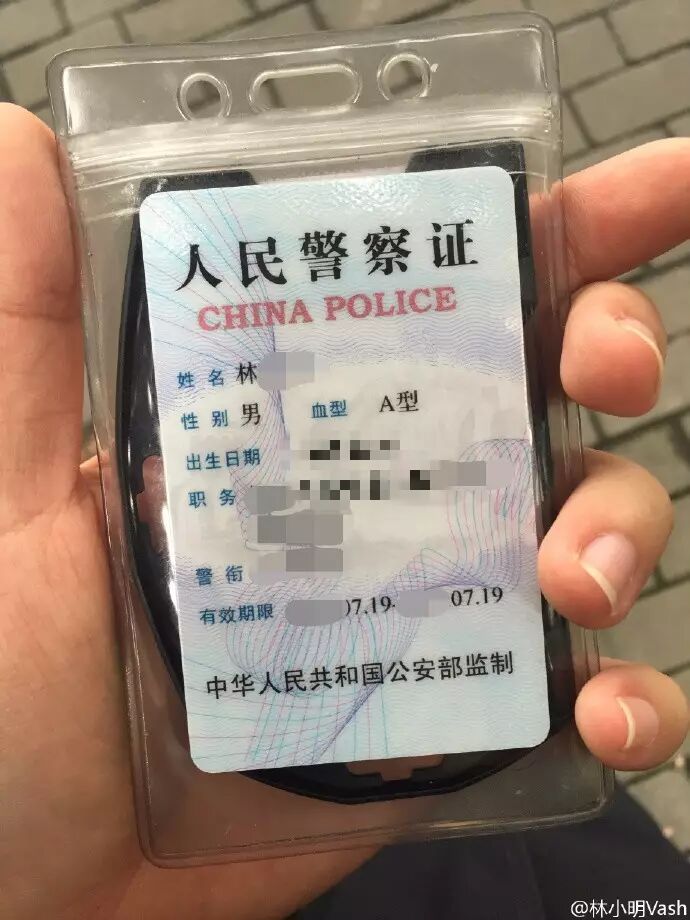 人民警察证
CHINA POLICE
姓 名 林
性 别 男 血型 A型
出生日期
职 务
警 衔
有效期限 07.19- 07.19
中华人民共和国公安部监制
@林小明Vash